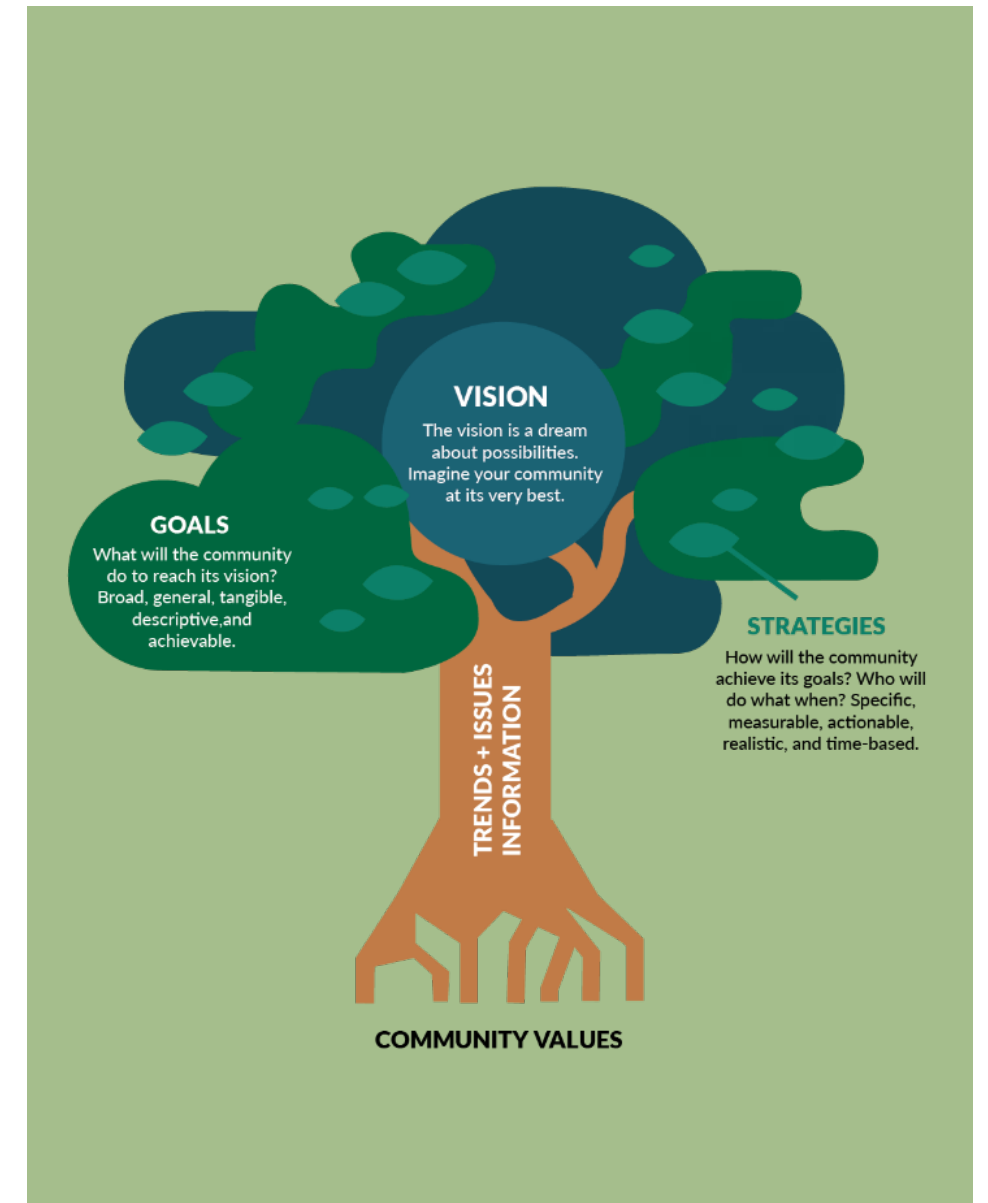 VISION
The vision is a dream
about possibilities.
Imagine your community
at its very best.
GOALS
What will the community
do to reach its vision?
Broad, general, tangible,
descriptive,and
achievable.
STRATEGIES
How will the community
achieve its goals? Who will
do what when? Specific,
measurable, actionable,
realistic, and time-based.
TRENDS + ISSUES
INFORMATION
COMMUNITY VALUES